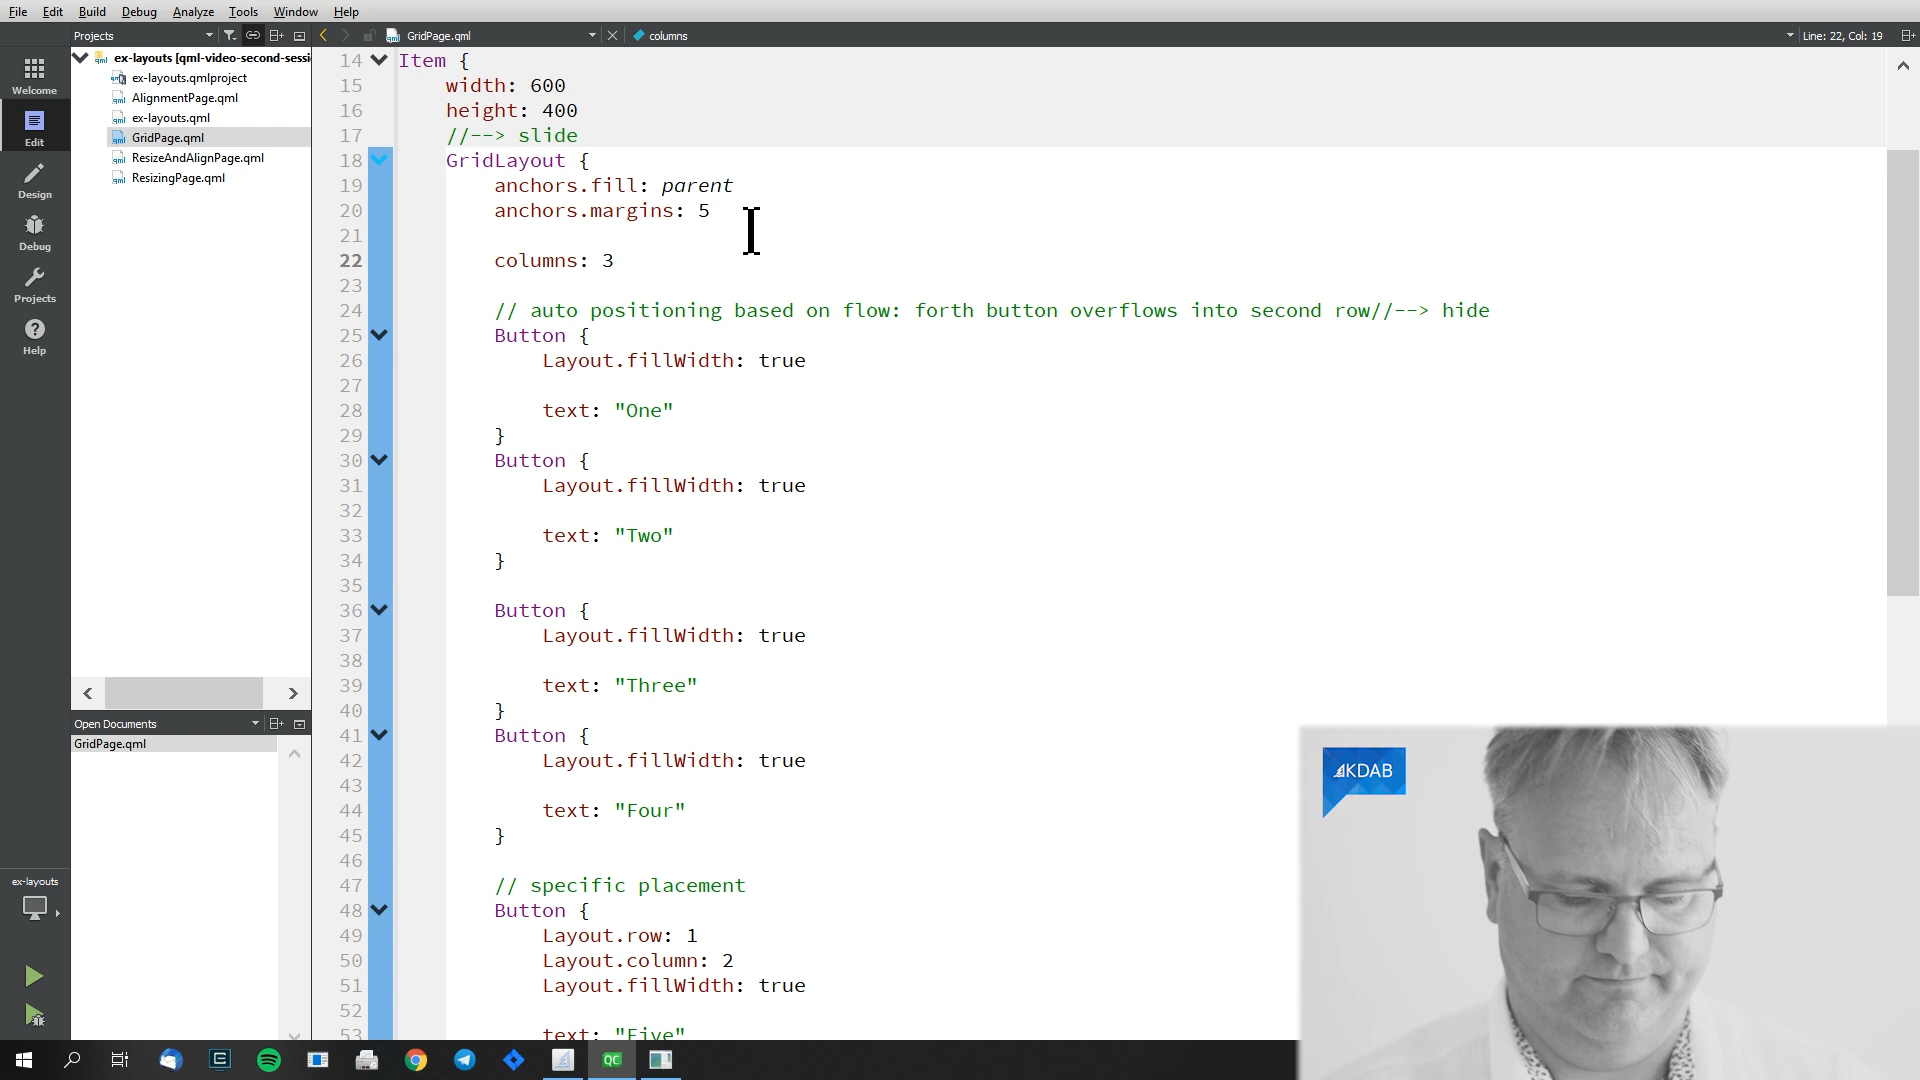 File Edit Build Debug Analyze Tools Window Help
Projects GridPage.qml columns Line: 22, Col: 19
Welcome
Edit
Design
Debug
Projects
Help
ex-layouts [qml-video-second-sessi
ex-layouts.qmlproject
AlignmentPage.qml
ex-layouts.qml
GridPage.qml
ResizeAndAlignPage.qml
ResizingPage.qml
Open Documents
GridPage.qml
ex-layouts
14 Item {
15 width: 600
16 height: 400
17 //--> slide
18 GridLayout {
19 anchors.fill: parent
20 anchors.margins: 5
21
22 columns: 3
23
24 // auto positioning based on flow: forth button overflows into second row//--> hide
25 Button {
26 Layout.fillWidth: true
27
28 text: "One"
29 }
30 Button {
31 Layout.fillWidth: true
32
33 text: "Two"
34 }
35
36 Button {
37 Layout.fillWidth: true
38
39 text: "Three"
40 }
41 Button {
42 Layout.fillWidth: true
43
44 text: "Four"
45 }
46
47 // specific placement
48 Button {
49 Layout.row: 1
50 Layout.column: 2
51 Layout.fillWidth: true
52
53 text: "Five"
KDAB
QC